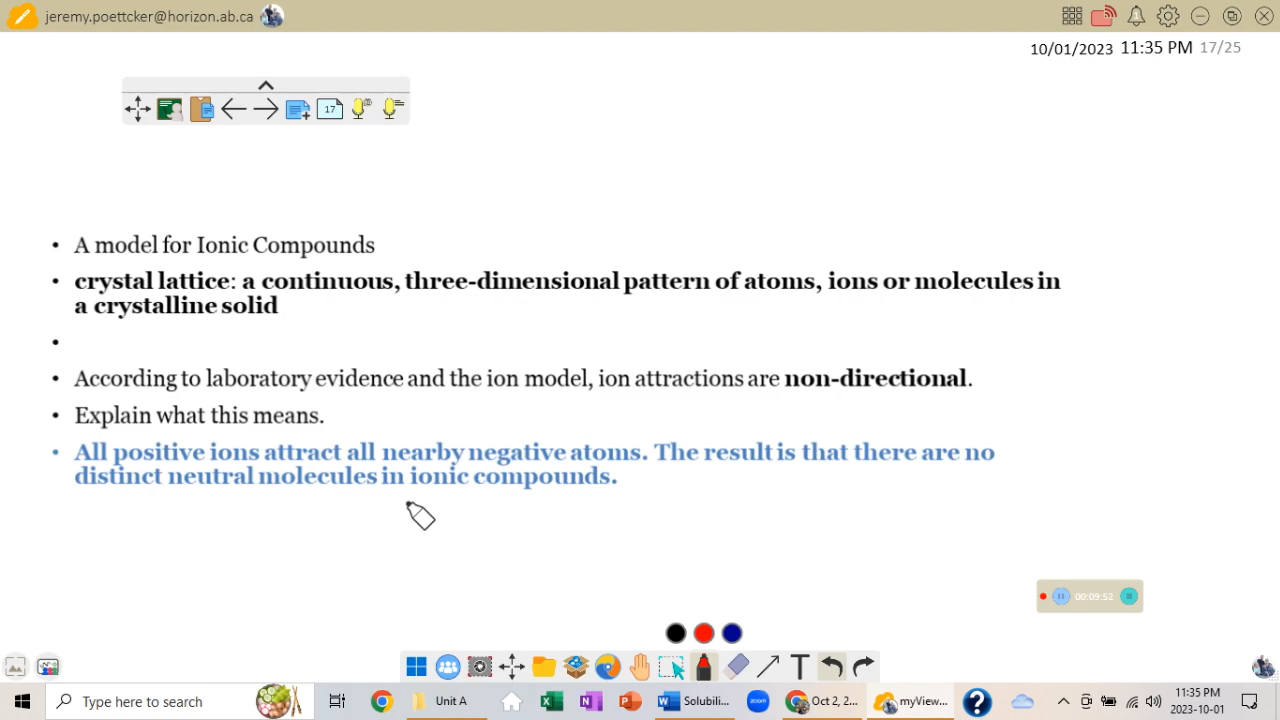 jeremy.poettcker@horizon.ab.ca
10/01/2023 11:35 PM 17/25
17
• A model for Ionic Compounds
• crystal lattice: a continuous, three-dimensional pattern of atoms, ions or molecules in
a crystalline solid
•
• According to laboratory evidence and the ion model, ion attractions are non-directional.
• Explain what this means.
• All positive ions attract all nearby negative atoms. The result is that there are no
distinct neutral molecules in ionic compounds.
00:09:52
Type here to search
Unit A
Solubili...
zoom
Oct 2, 2...
myView...
11:35 PM
2023-10-01